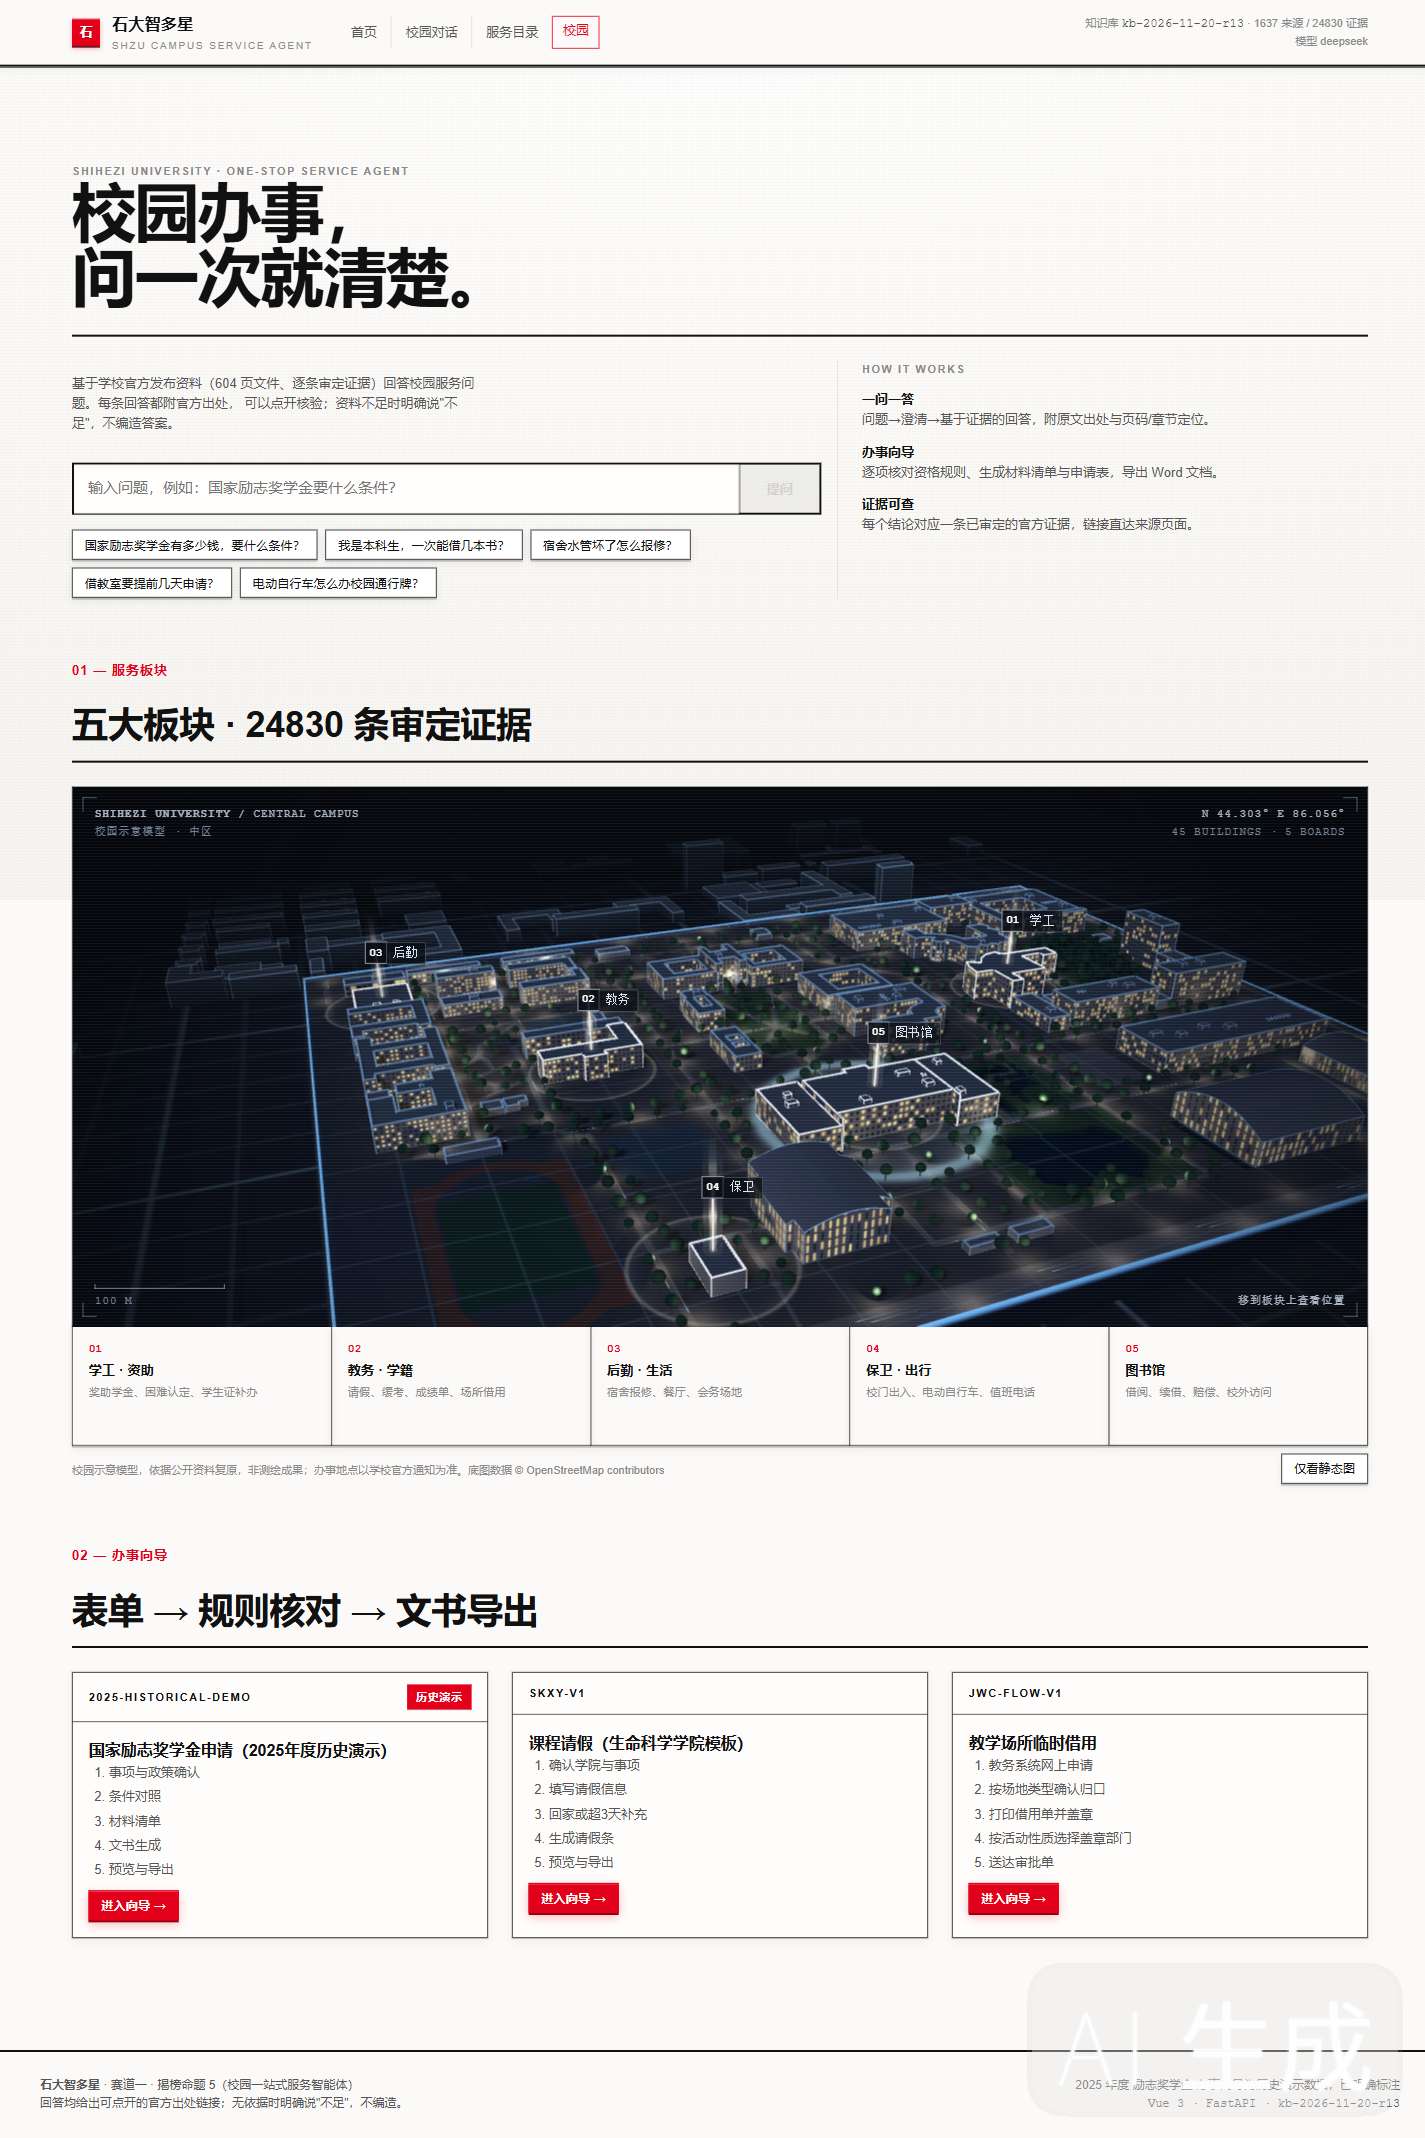 石
石大智多星
SHZU CAMPUS SERVICE AGENT
首页
校园对话
服务目录
校园
知识库 kb-2026-11-20-r13 · 1637 来源 / 24830 证据
模型 deepseek
SHIHEZI UNIVERSITY · ONE-STOP SERVICE AGENT
校园办事，
问一次就清楚。
基于学校官方发布资料（604 页文件、逐条审定证据）回答校园服务问
题。每条回答都附官方出处， 可以点开核验；资料不足时明确说"不
足"，不编造答案。
输入问题，例如：国家励志奖学金要什么条件？
提问
国家励志奖学金有多少钱，要什么条件？
我是本科生，一次能借几本书？
宿舍水管坏了怎么报修？
借教室要提前几天申请？
电动自行车怎么办校园通行牌？
HOW IT WORKS
一问一答
问题→澄清→基于证据的回答，附原文出处与页码/章节定位。
办事向导
逐项核对资格规则、生成材料清单与申请表，导出 Word 文档。
证据可查
每个结论对应一条已审定的官方证据，链接直达来源页面。
01 — 服务板块
五大板块 · 24830 条审定证据
SHIHEZI UNIVERSITY / CENTRAL CAMPUS
校园示意模型 · 中区
N 44.303° E 86.056°
45 BUILDINGS · 5 BOARDS
01 学工
03 后勤
02 教务
05 图书馆
04 保卫
100 M
移到板块上查看位置
01
学工 · 资助
奖助学金、困难认定、学生证补办
02
教务 · 学籍
请假、缓考、成绩单、场所借用
03
后勤 · 生活
宿舍报修、餐厅、会务场地
04
保卫 · 出行
校门出入、电动自行车、值班电话
05
图书馆
借阅、续借、赔偿、校外访问
校园示意模型，依据公开资料复原，非测绘成果；办事地点以学校官方通知为准。底图数据 © OpenStreetMap contributors
仅看静态图
02 — 办事向导
表单 → 规则核对 → 文书导出
2025-HISTORICAL-DEMO
历史演示
国家励志奖学金申请（2025年度历史演示）
1. 事项与政策确认
2. 条件对照
3. 材料清单
4. 文书生成
5. 预览与导出
进入向导 →
SKXY-V1
课程请假（生命科学学院模板）
1. 确认学院与事项
2. 填写请假信息
3. 回家或超3天补充
4. 生成请假条
5. 预览与导出
进入向导 →
JWC-FLOW-V1
教学场所临时借用
1. 教务系统网上申请
2. 按场地类型确认归口
3. 打印借用单并盖章
4. 按活动性质选择盖章部门
5. 送达审批单
进入向导 →
石大智多星 · 赛道一 · 揭榜命题 5（校园一站式服务智能体）
回答均给出可点开的官方出处链接；无依据时明确说"不足"，不编造。
2025 年度 励志奖学金
Vue 3 · FastAPI · kb-2026-11-20-r13
AI 生成